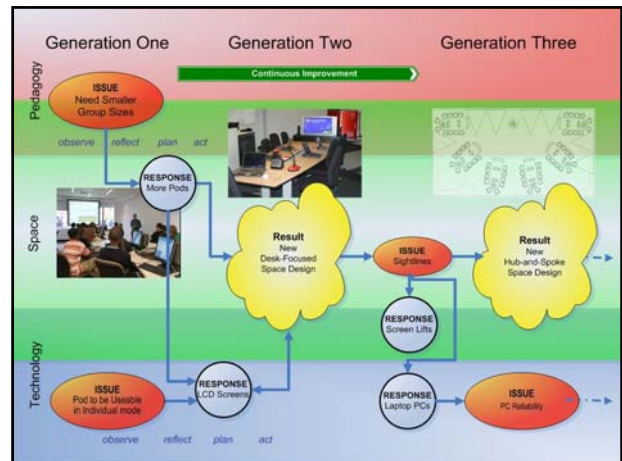 Generation One
Generation Two
Generation Three
Continuous Improvement
Pedagogy
ISSUE
Need Smaller
Group Sizes
observe reflect plan act
RESPONSE
More Pods
Space
Result
New
Desk-Focused
Space Design
ISSUE
Sightlines
Result
New
Hub-and-Spoke
Space Design
RESPONSE
Screen Lifts
Technology
ISSUE
Pod to be Useable
in Individual mode
RESPONSE
LCD Screens
RESPONSE
Laptop PCs
ISSUE
PC Reliability
observe reflect plan act